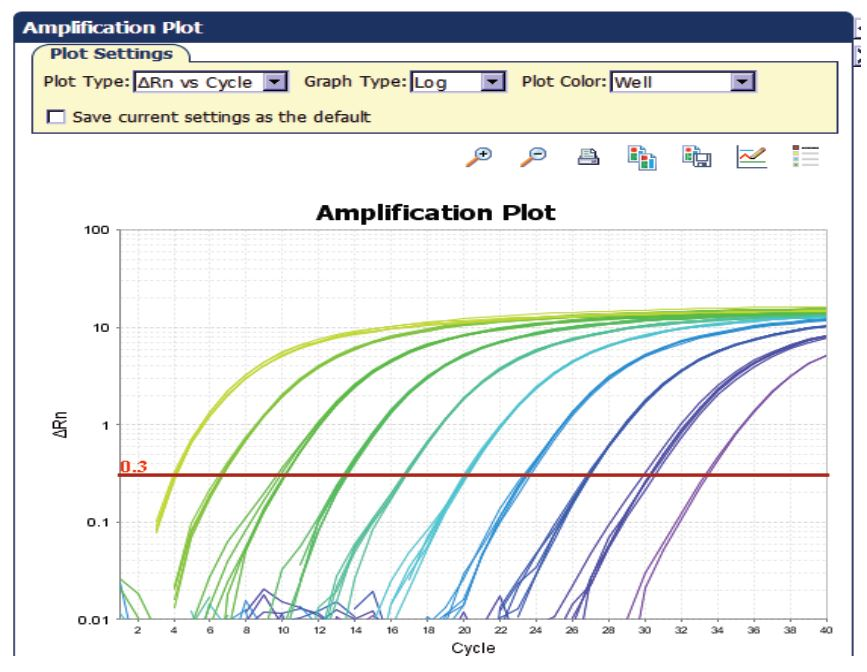 Amplification Plot
Plot Settings
Plot Type: ΔRn vs Cycle Graph Type: Log Plot Color: Well
Save current settings as the default
Amplification Plot
100
10
1
0.3
0.1
0.01
ΔRn
2 4 6 8 10 12 14 16 18 20 22 24 26 28 30 32 34 36 38 40
Cycle